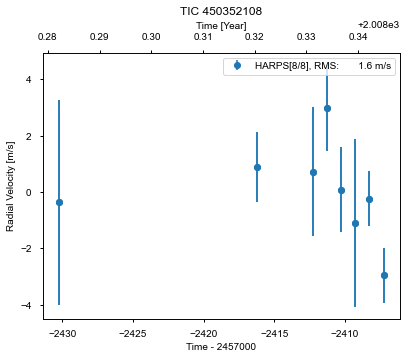 TIC 450352108
Time [Year]
+2.008e3
0.28 0.29 0.30 0.31 0.32 0.33 0.34
HARPS[8/8], RMS: 1.6 m/s
Radial Velocity [m/s]
4
2
0
−2
−4
−2430 −2425 −2420 −2415 −2410
Time - 2457000